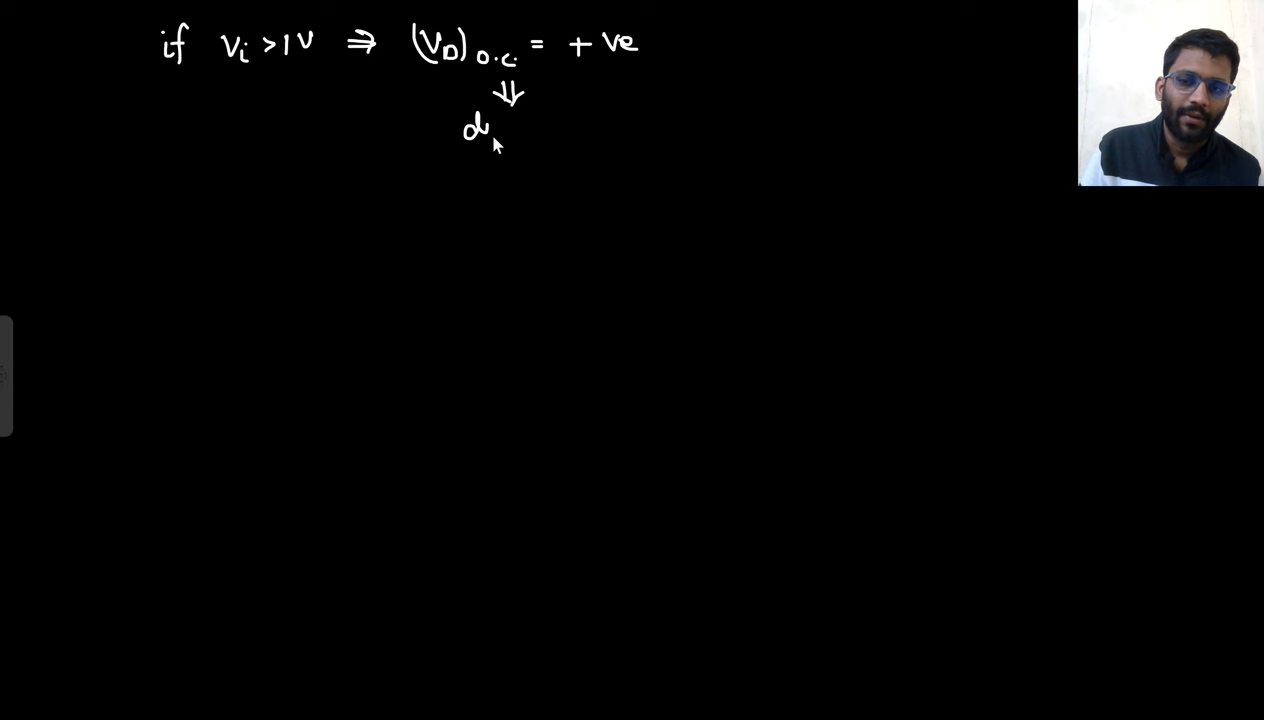 if Vi > 1V ⇒ (VD)o.c. = +ve
⇓
d